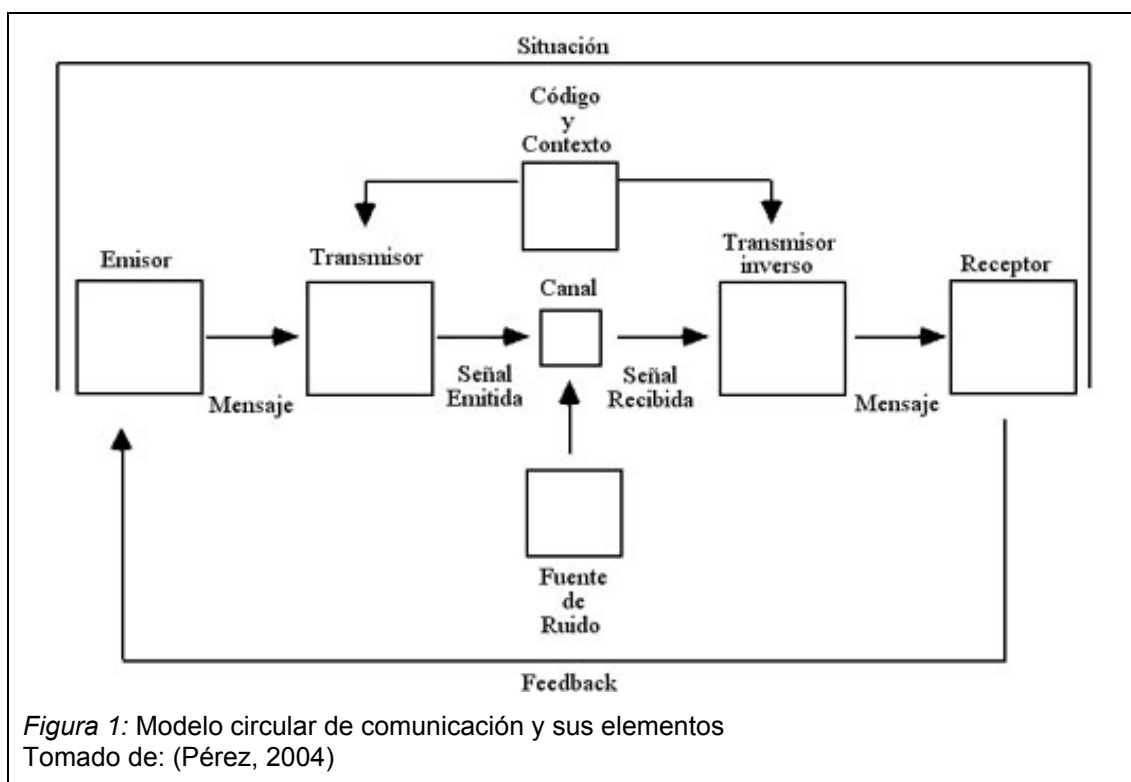 Situación
Código
y
Contexto
Emisor
Transmisor
Canal
Transmisor
inverso
Receptor
Mensaje
Señal
Emitida
Señal
Recibida
Mensaje
Fuente
de
Ruido
Feedback
Figura 1: Modelo circular de comunicación y sus elementos
Tomado de: (Pérez, 2004)